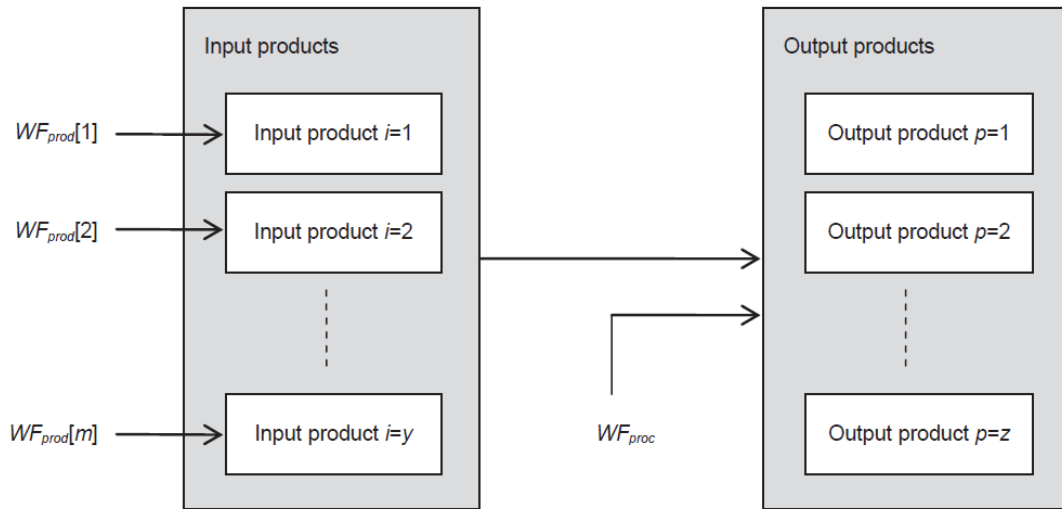 Input products
Output products
WFprod[1]
Input product i=1
Output product p=1
WFprod[2]
Input product i=2
Output product p=2
WFprod[m]
Input product i=y
WFproc
Output product p=z